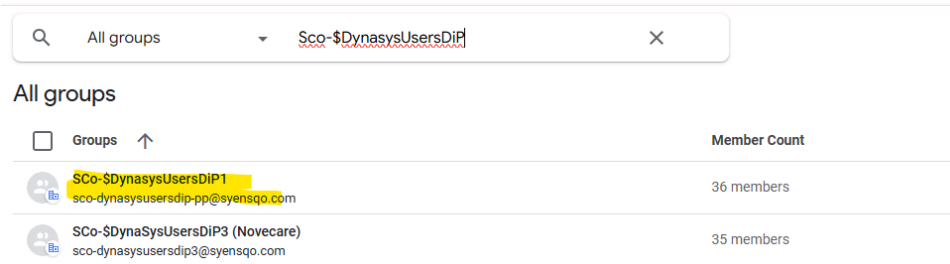 All groups Sco-$DynasysUsersDiP
All groups
Groups Member Count
SCo-$DynasysUsersDiP1
36 members
sco-dynasysusersdip-pp@syensqo.com
SCo-$DynaSysUsersDiP3 (Novecare)
35 members
sco-dynasysusersdip3@syensqo.com